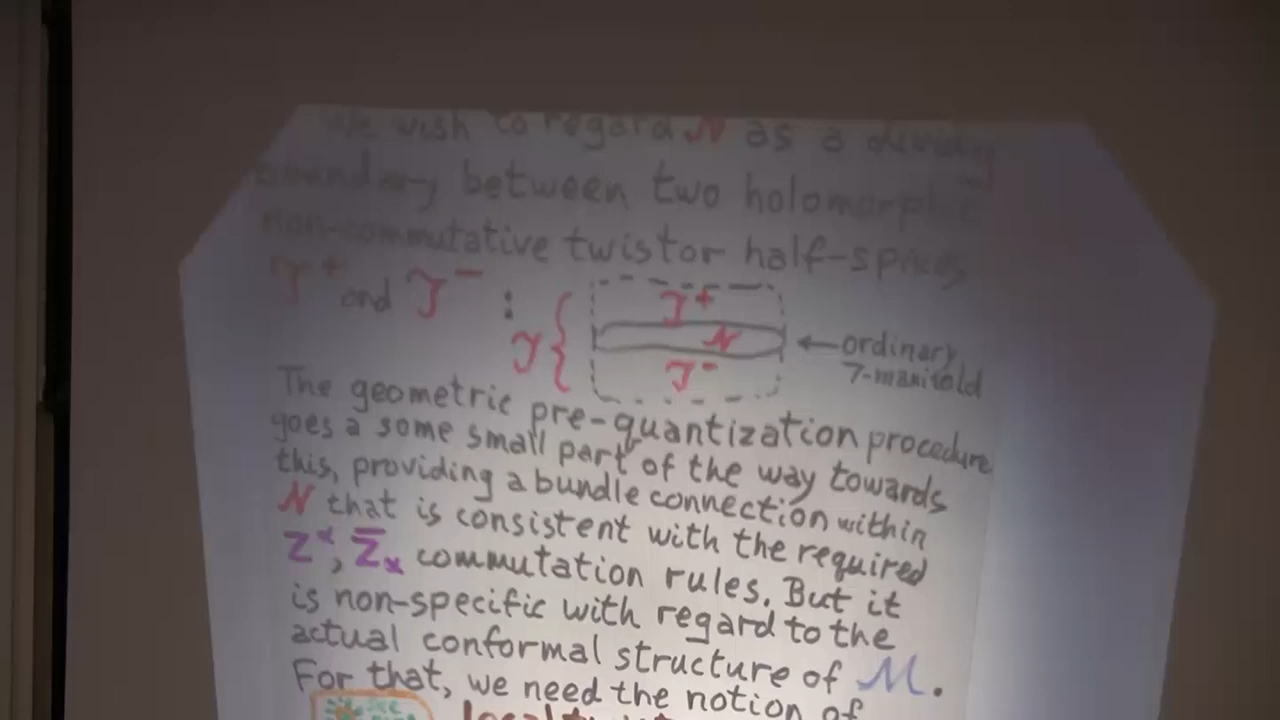 We wish to regard N as a dividing
boundary between two holomorphic
non-commutative twistor half-spaces
𝒯⁺ and 𝒯⁻ :
𝒯 {
𝒯⁺
N
𝒯⁻
← ordinary
7-manifold
The geometric pre-quantization procedure
goes a some small part of the way towards
this, providing a bundle connection within
N that is consistent with the required
Zᵅ, Z̄ₐ commutation rules. But it
is non-specific with regard to the
actual conformal structure of M.
For that, we need the notion of